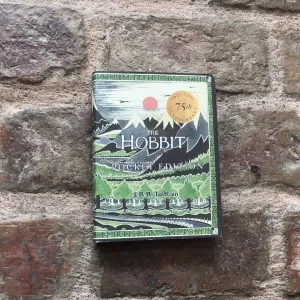 75th
THE
HOBBIT
POCKET EDITION
J.R.R. Tolkien